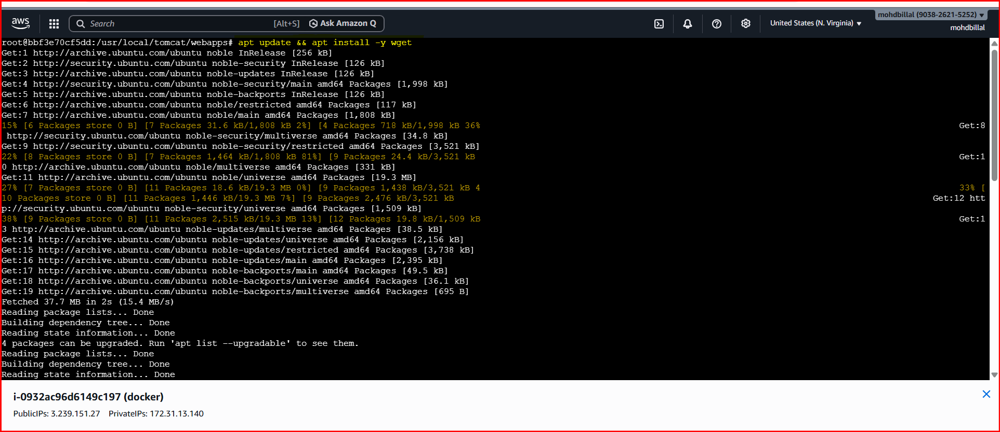 aws
Search [Alt+S] Ask Amazon Q
United States (N. Virginia)
mohdbillal (9038-2621-5252)
mohdbillal
root@bbf3e70cf5dd:/usr/local/tomcat/webapps# apt update && apt install -y wget
Get:1 http://archive.ubuntu.com/ubuntu noble InRelease [256 kB]
Get:2 http://security.ubuntu.com/ubuntu noble-security InRelease [126 kB]
Get:3 http://archive.ubuntu.com/ubuntu noble-updates InRelease [126 kB]
Get:4 http://security.ubuntu.com/ubuntu noble-security/main amd64 Packages [1,998 kB]
Get:5 http://archive.ubuntu.com/ubuntu noble-backports InRelease [126 kB]
Get:6 http://archive.ubuntu.com/ubuntu noble/restricted amd64 Packages [117 kB]
Get:7 http://archive.ubuntu.com/ubuntu noble/main amd64 Packages [1,808 kB]
15% [6 Packages store 0 B] [7 Packages 31.6 kB/1,808 kB 2%] [4 Packages 718 kB/1,998 kB 36% Get:8
http://security.ubuntu.com/ubuntu noble-security/multiverse amd64 Packages [34.8 kB]
Get:9 http://security.ubuntu.com/ubuntu noble-security/restricted amd64 Packages [3,521 kB]
22% [8 Packages store 0 B] [7 Packages 1,464 kB/1,808 kB 81%] [9 Packages 24.4 kB/3,521 kB Get:1
0 http://archive.ubuntu.com/ubuntu noble/multiverse amd64 Packages [331 kB]
Get:11 http://archive.ubuntu.com/ubuntu noble/universe amd64 Packages [19.3 MB]
27% [7 Packages store 0 B] [11 Packages 18.6 kB/19.3 MB 0%] [9 Packages 1,438 kB/3,521 kB 4 33% [
10 Packages store 0 B] [11 Packages 1,446 kB/19.3 MB 7%] [9 Packages 2,476 kB/3,521 kB Get:12 htt
p://security.ubuntu.com/ubuntu noble-security/universe amd64 Packages [1,509 kB]
38% [9 Packages store 0 B] [11 Packages 2,515 kB/19.3 MB 13%] [12 Packages 19.8 kB/1,509 kB Get:1
3 http://archive.ubuntu.com/ubuntu noble-updates/multiverse amd64 Packages [38.5 kB]
Get:14 http://archive.ubuntu.com/ubuntu noble-updates/universe amd64 Packages [2,156 kB]
Get:15 http://archive.ubuntu.com/ubuntu noble-updates/restricted amd64 Packages [3,738 kB]
Get:16 http://archive.ubuntu.com/ubuntu noble-updates/main amd64 Packages [2,395 kB]
Get:17 http://archive.ubuntu.com/ubuntu noble-backports/main amd64 Packages [49.5 kB]
Get:18 http://archive.ubuntu.com/ubuntu noble-backports/universe amd64 Packages [36.1 kB]
Get:19 http://archive.ubuntu.com/ubuntu noble-backports/multiverse amd64 Packages [695 B]
Fetched 37.7 MB in 2s (15.4 MB/s)
Reading package lists... Done
Building dependency tree... Done
Reading state information... Done
4 packages can be upgraded. Run 'apt list --upgradable' to see them.
Reading package lists... Done
Building dependency tree... Done
Reading state information... Done
i-0932ac96d6149c197 (docker)
PublicIPs: 3.239.151.27 PrivateIPs: 172.31.13.140